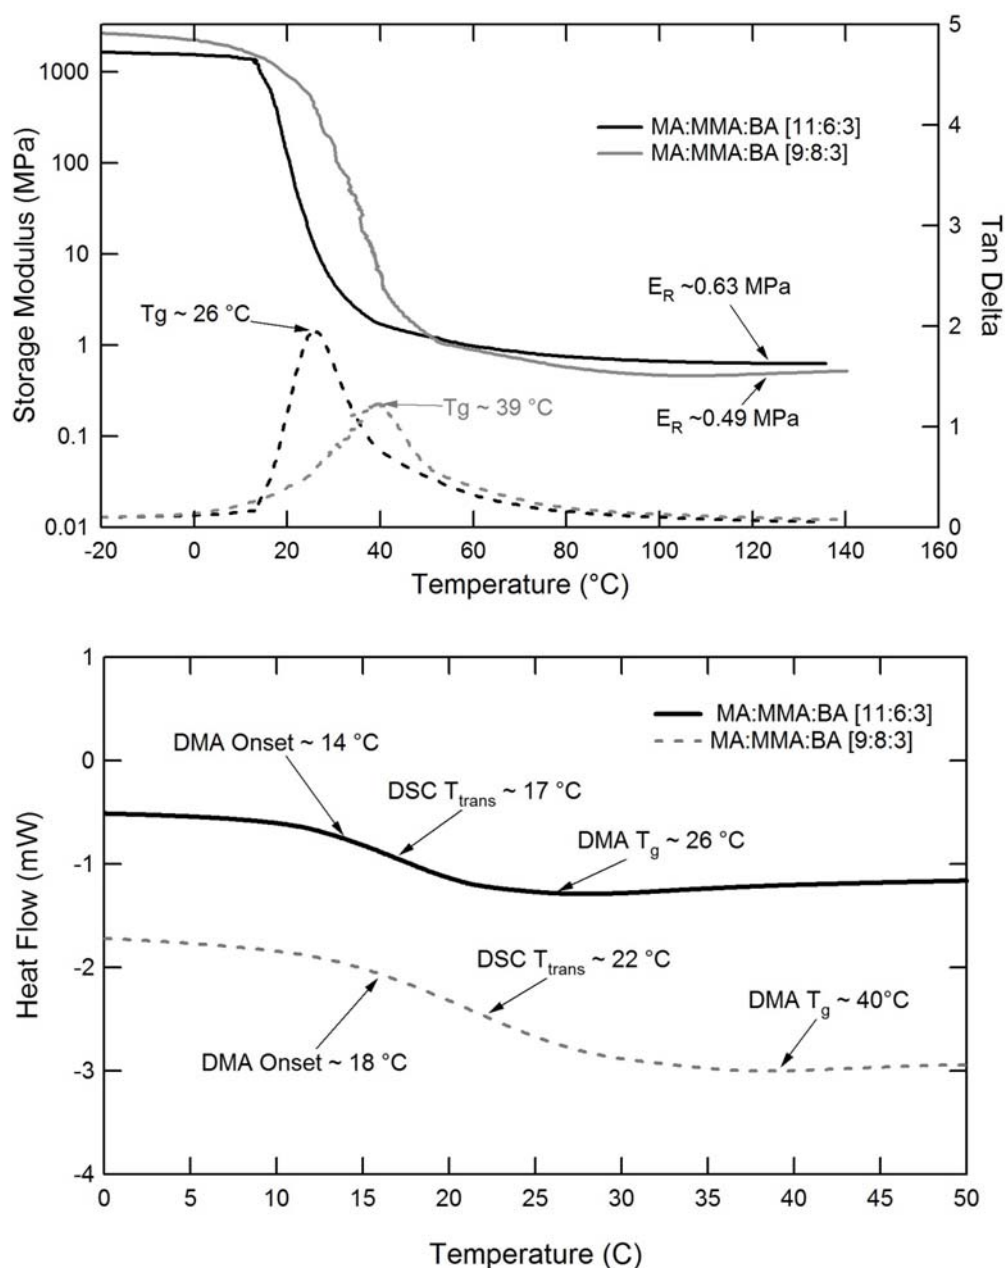 5
1000
4
MA:MMA:BA [11:6:3]
MA:MMA:BA [9:8:3]
100
3
10
E_R ~0.63 MPa
Tg ~ 26 °C
2
1
Tg ~ 39 °C
E_R ~0.49 MPa
0.1
1
0.01
0
-20 0 20 40 60 80 100 120 140 160
Storage Modulus (MPa)
Tan Delta
Temperature (°C)
1
MA:MMA:BA [11:6:3]
MA:MMA:BA [9:8:3]
DMA Onset ~ 14 °C
0
DSC T_trans ~ 17 °C
DMA T_g ~ 26 °C
-1
-2
DSC T_trans ~ 22 °C
DMA T_g ~ 40°C
DMA Onset ~ 18 °C
-3
-4
0 5 10 15 20 25 30 35 40 45 50
Heat Flow (mW)
Temperature (C)